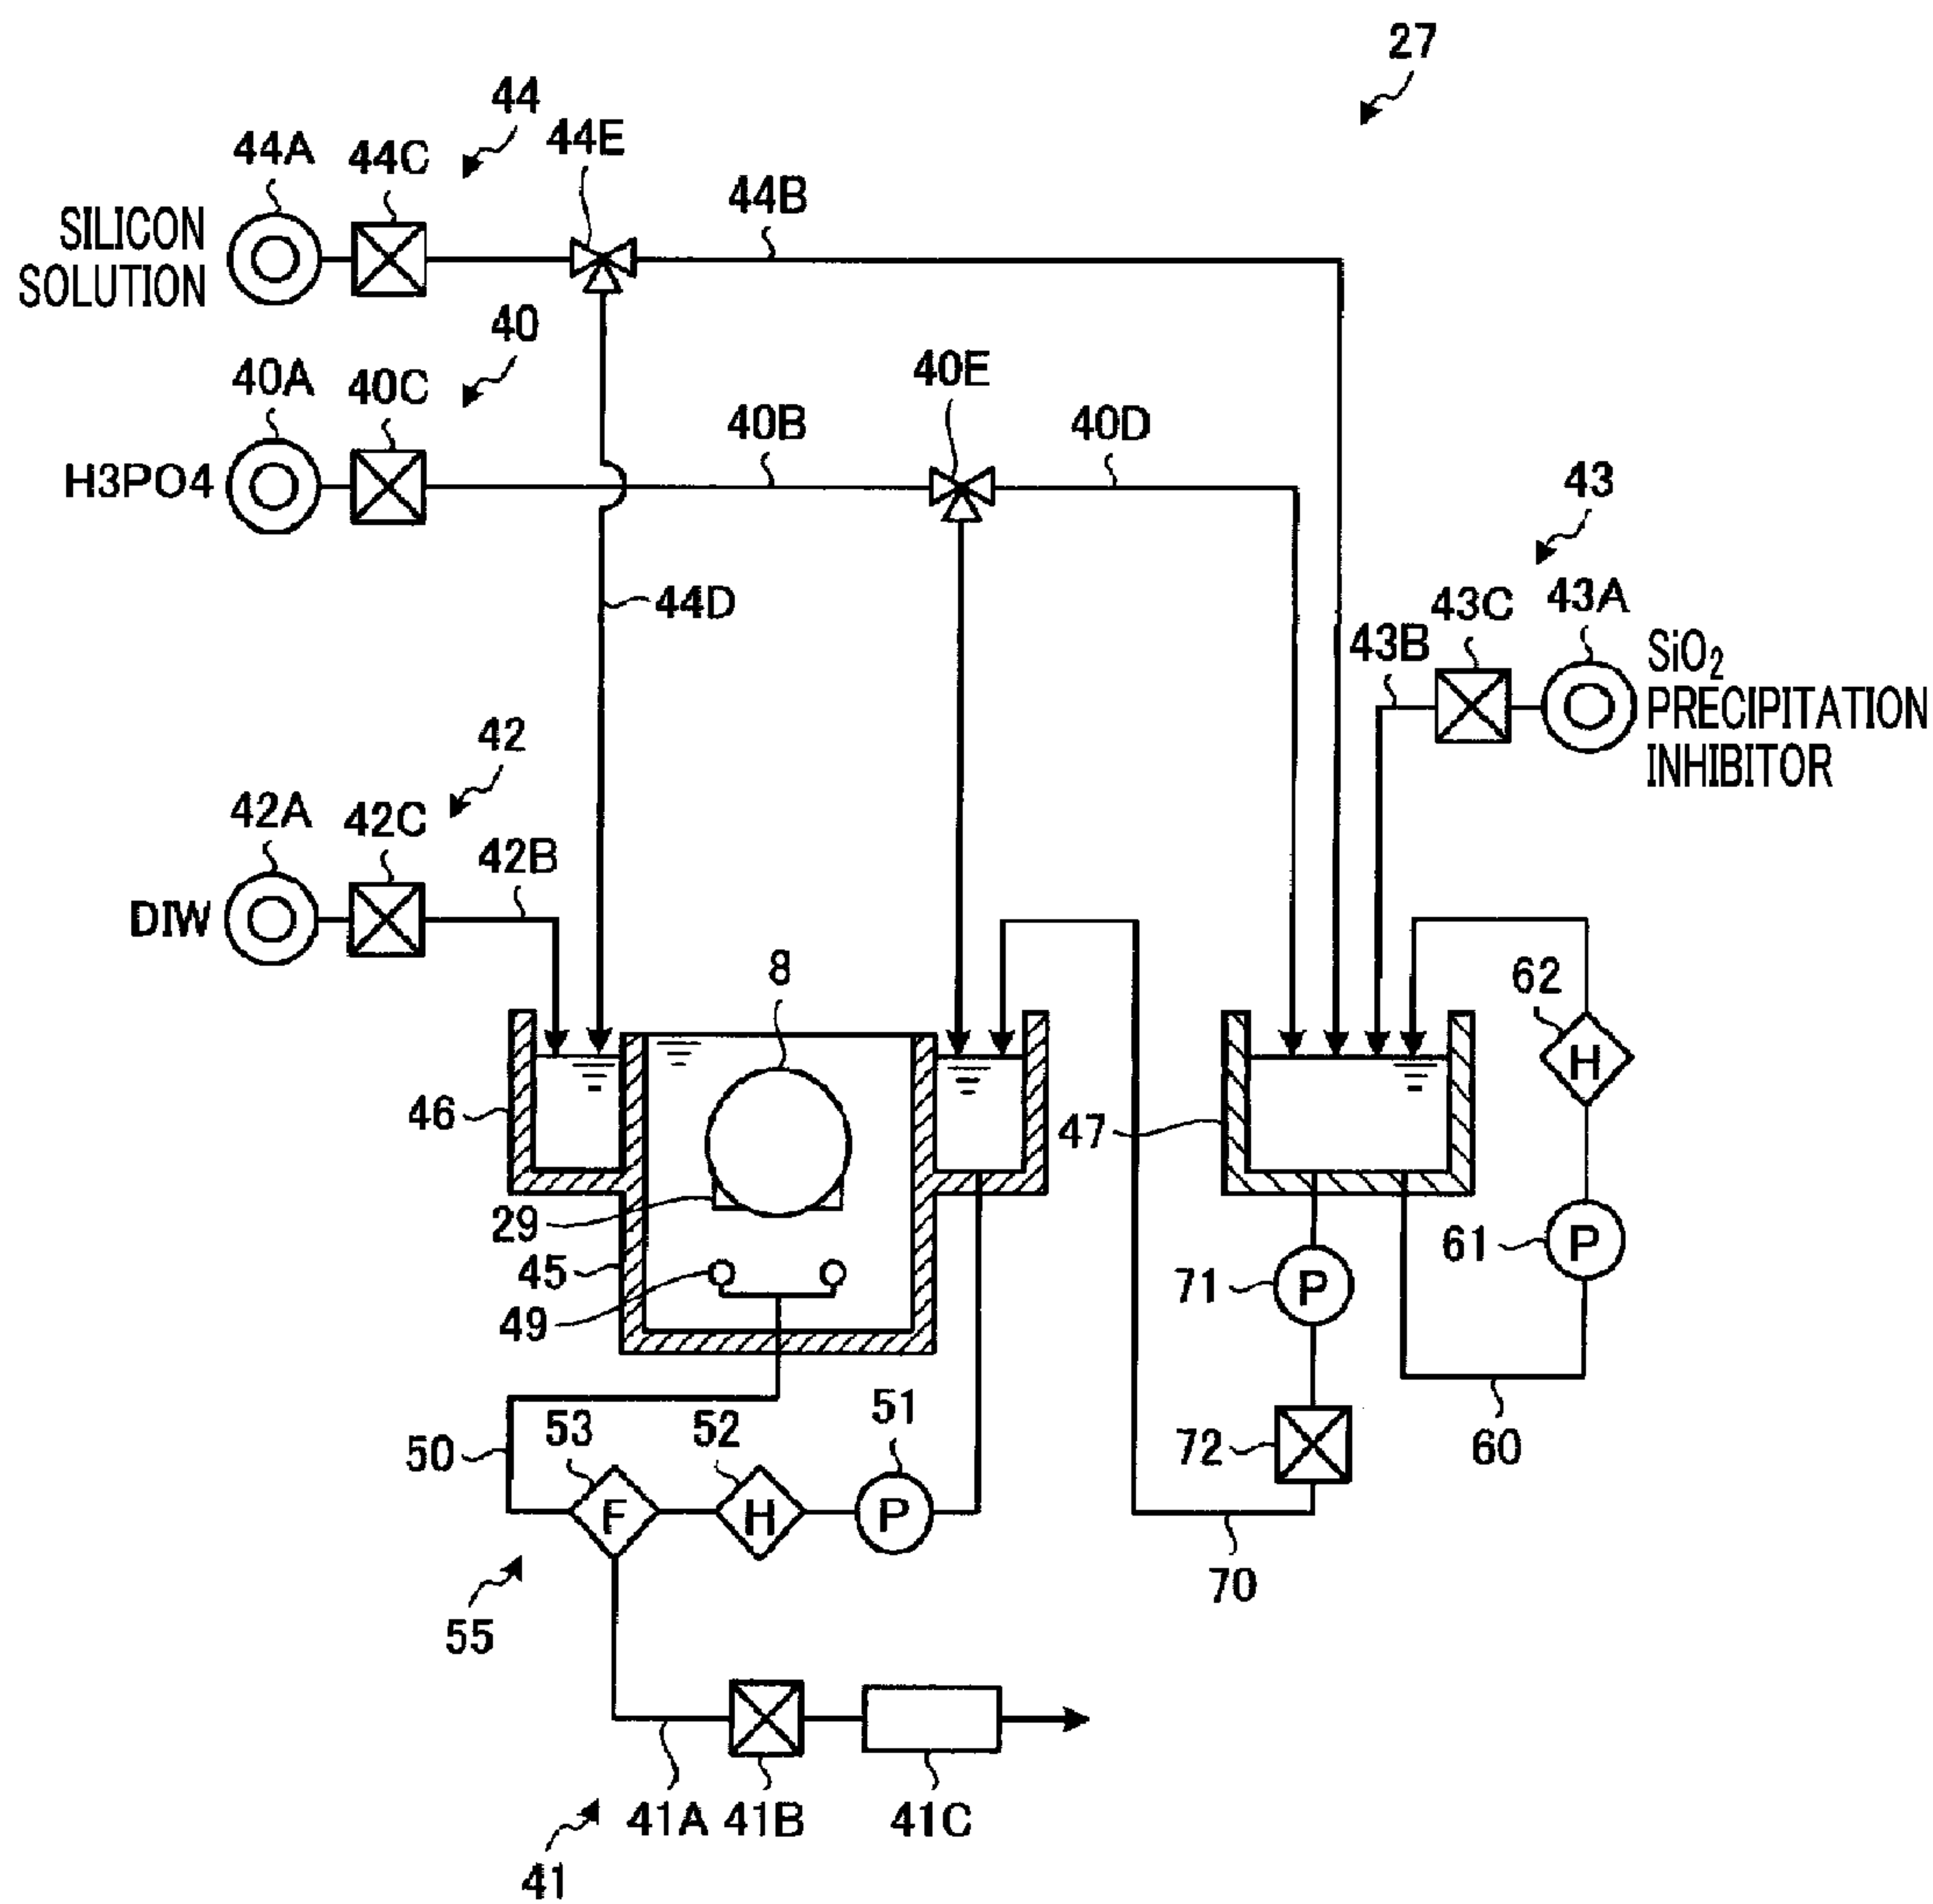 27
44
44A
44C
44E
44B
SILICON
SOLUTION
40
40A
40C
40E
40B
40D
H3PO4
43
43A
43C
43B
44D
SiO2
PRECIPITATION
INHIBITOR
42
42A
42C
42B
DIW
8
62
H
46
47
29
45
49
61
P
71
P
51
53
52
50
72
60
F
H
P
70
55
41A
41B
41C
41